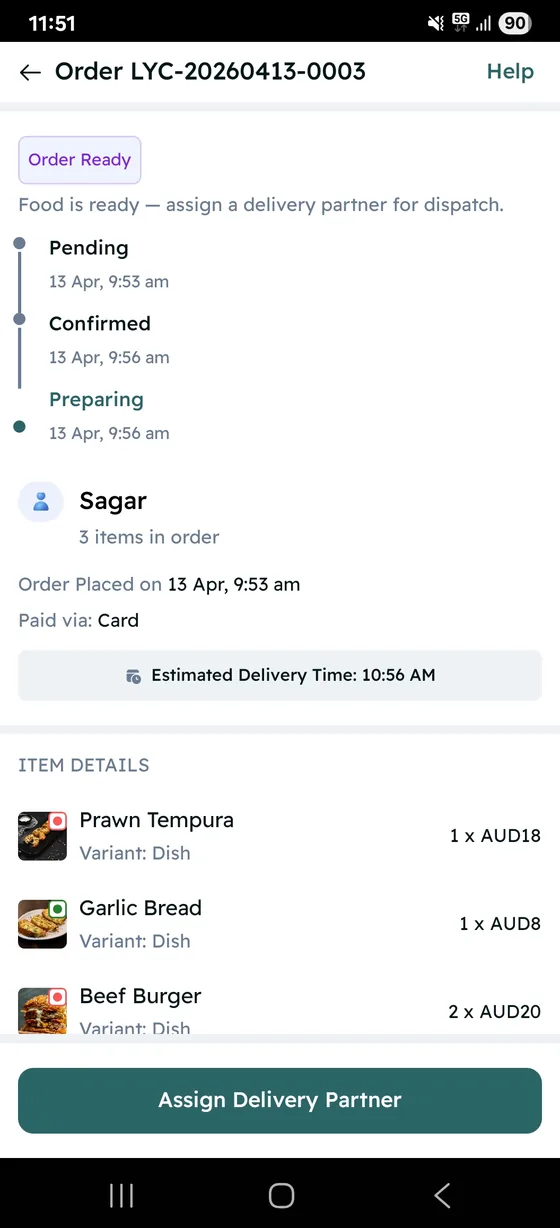 11:51
5G
90
Order LYC-20260413-0003
Help
Order Ready
Food is ready — assign a delivery partner for dispatch.
Pending
13 Apr, 9:53 am
Confirmed
13 Apr, 9:56 am
Preparing
13 Apr, 9:56 am
Sagar
3 items in order
Order Placed on 13 Apr, 9:53 am
Paid via: Card
Estimated Delivery Time: 10:56 AM
ITEM DETAILS
Prawn Tempura
1 x AUD18
Variant: Dish
Garlic Bread
1 x AUD8
Variant: Dish
Beef Burger
2 x AUD20
Variant: Dish
Assign Delivery Partner